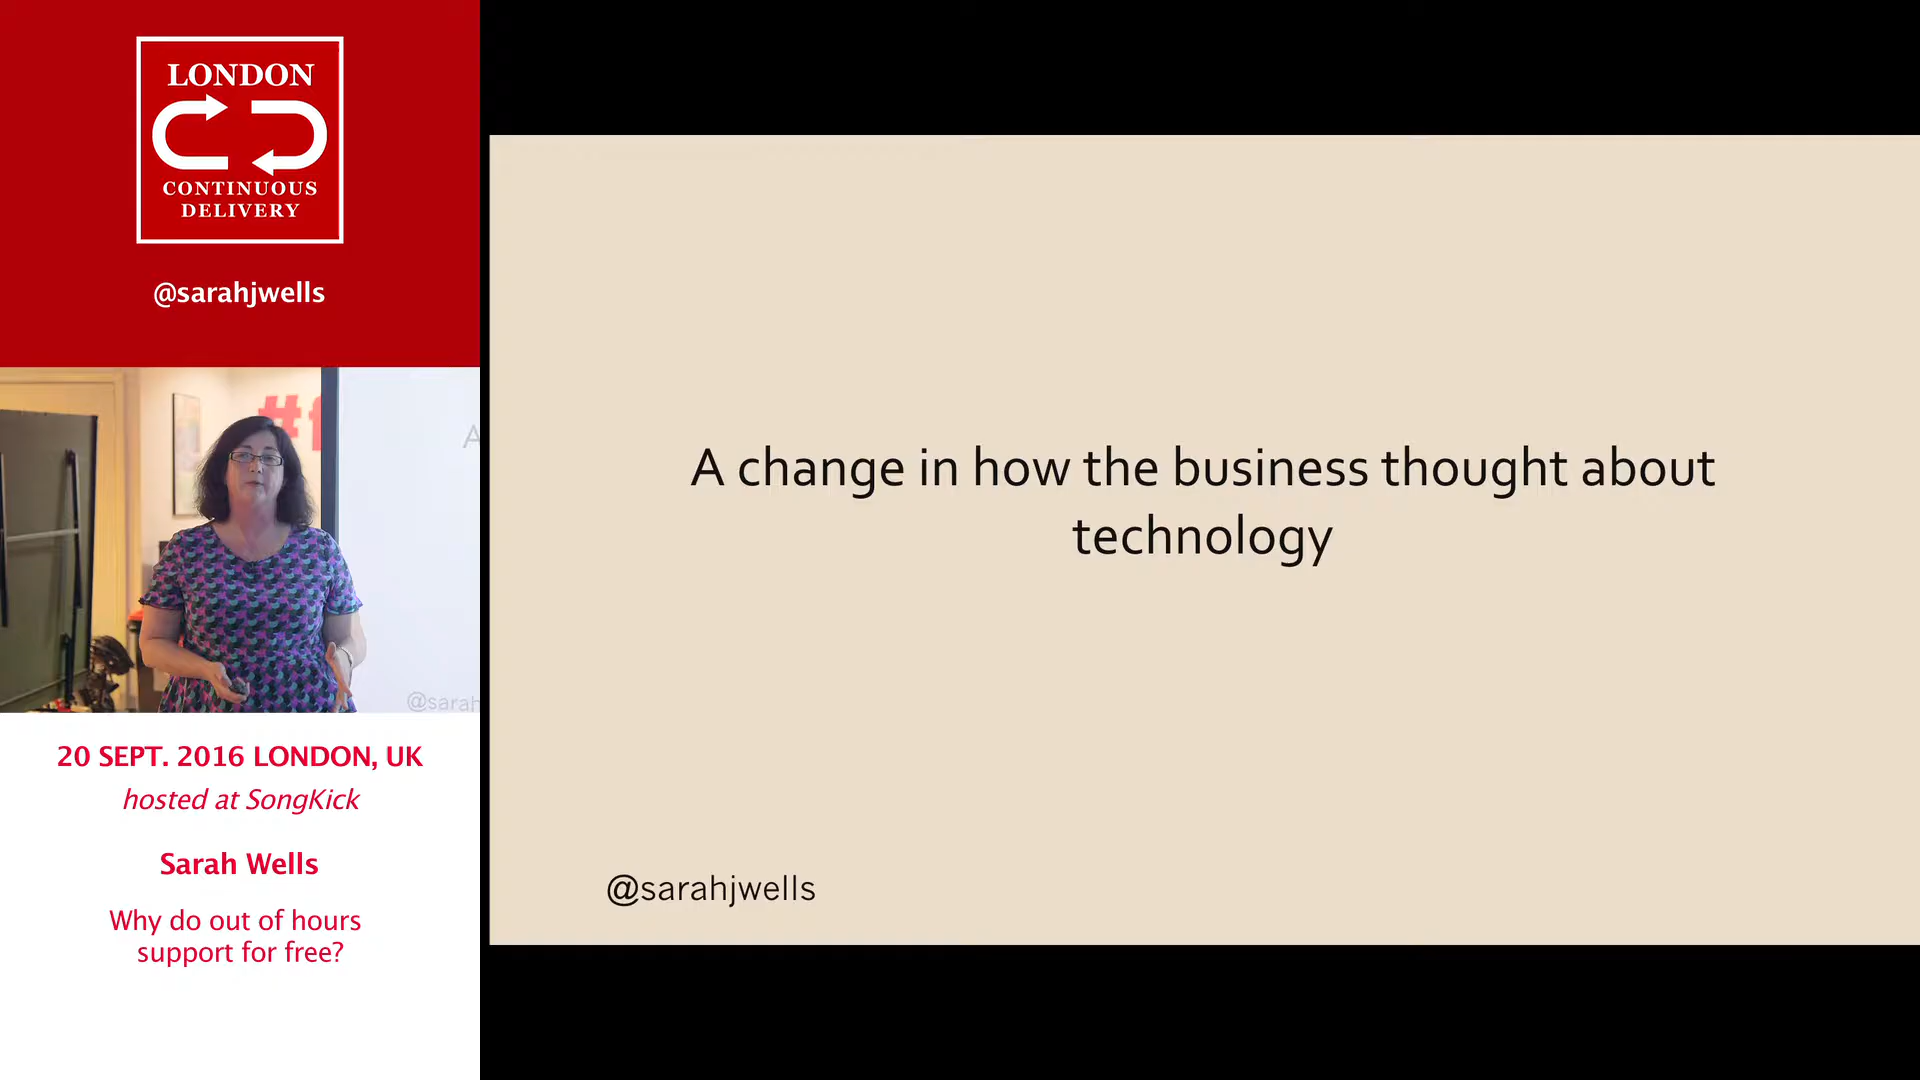 LONDON
CONTINUOUS
DELIVERY
@sarahjwells
#f
A
@sarah
20 SEPT. 2016 LONDON, UK
hosted at SongKick
Sarah Wells
Why do out of hours
support for free?
A change in how the business thought about
technology
@sarahjwells